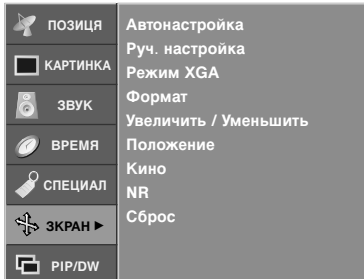 ПОЗИЦЯ
КАРТИНКА
ЗВУК
ВРЕМЯ
СПЕЦИАЛ
ЗКРАН ►
PIP/DW
Автонастройка
Руч. настройка
Режим XGA
Формат
Увеличить / Уменьшить
Положение
Кино
NR
Сброс